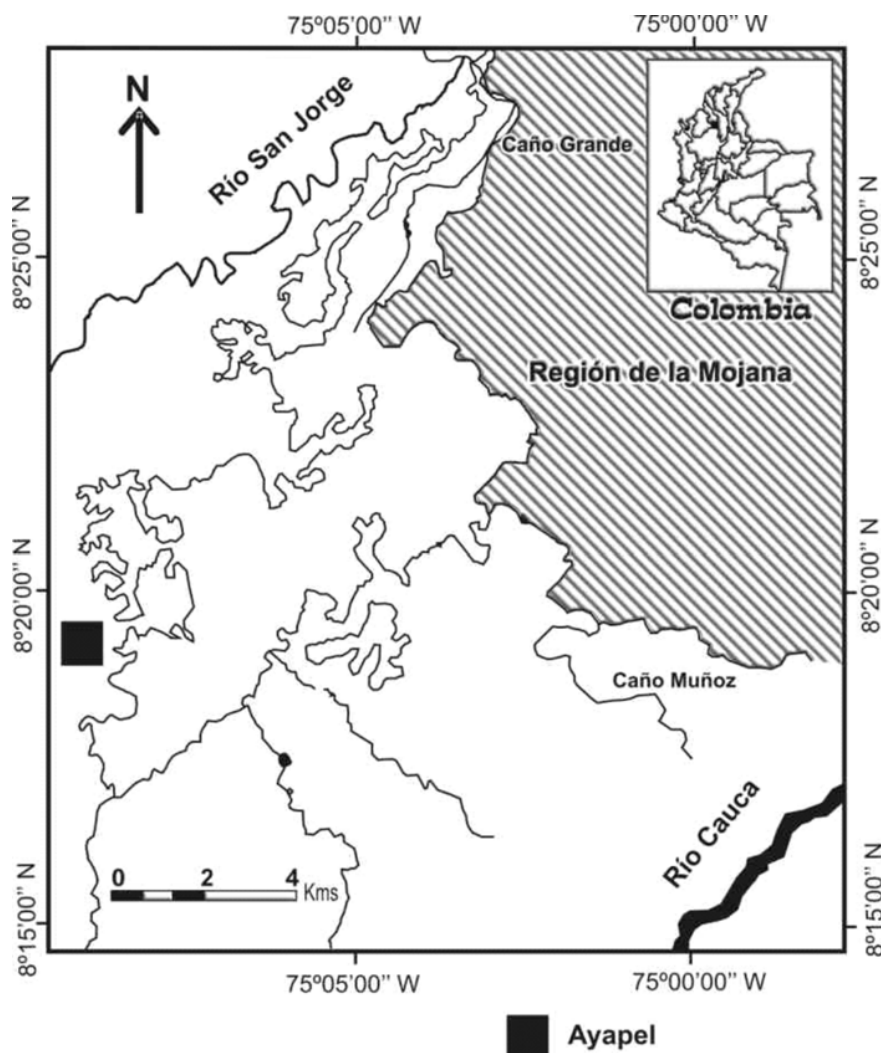 75º05'00'' W
75º00'00'' W
N
Río San Jorge
Caño Grande
8º25'00'' N
8º25'00'' N
Colombia
Región de la Mojana
8º20'00'' N
8º20'00'' N
Caño Muñoz
Río Cauca
0 2 4
Kms
8º15'00'' N
8º15'00'' N
75º05'00'' W
75º00'00'' W
Ayapel